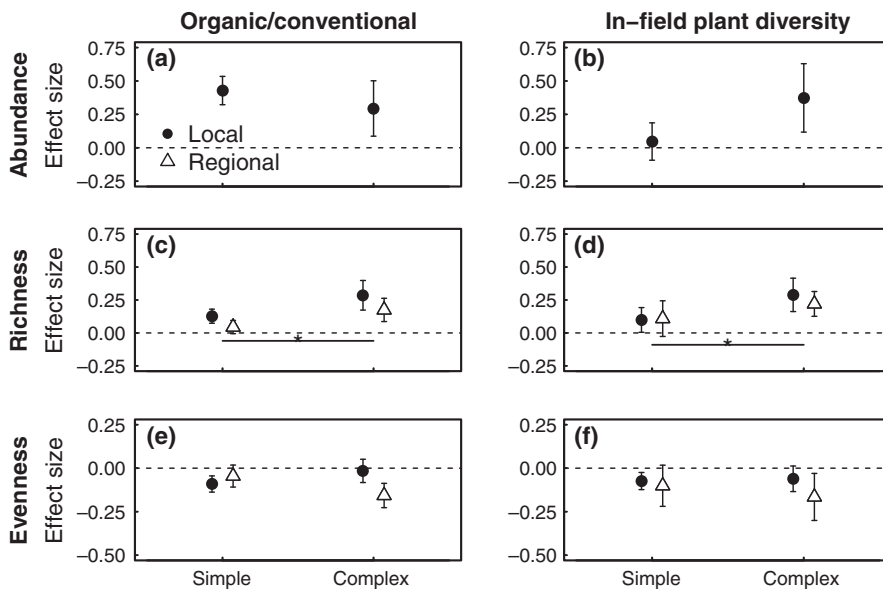 Organic/conventional
In−field plant diversity
Abundance
Effect size
0.75
0.50
0.25
0.00
−0.25
(a)
Local
Regional
0.75
0.50
0.25
0.00
−0.25
(b)
Richness
Effect size
0.75
0.50
0.25
0.00
−0.25
(c)
*
0.75
0.50
0.25
0.00
−0.25
(d)
*
Evenness
Effect size
0.25
0.00
−0.25
−0.50
(e)
Simple
Complex
0.25
0.00
−0.25
−0.50
(f)
Simple
Complex